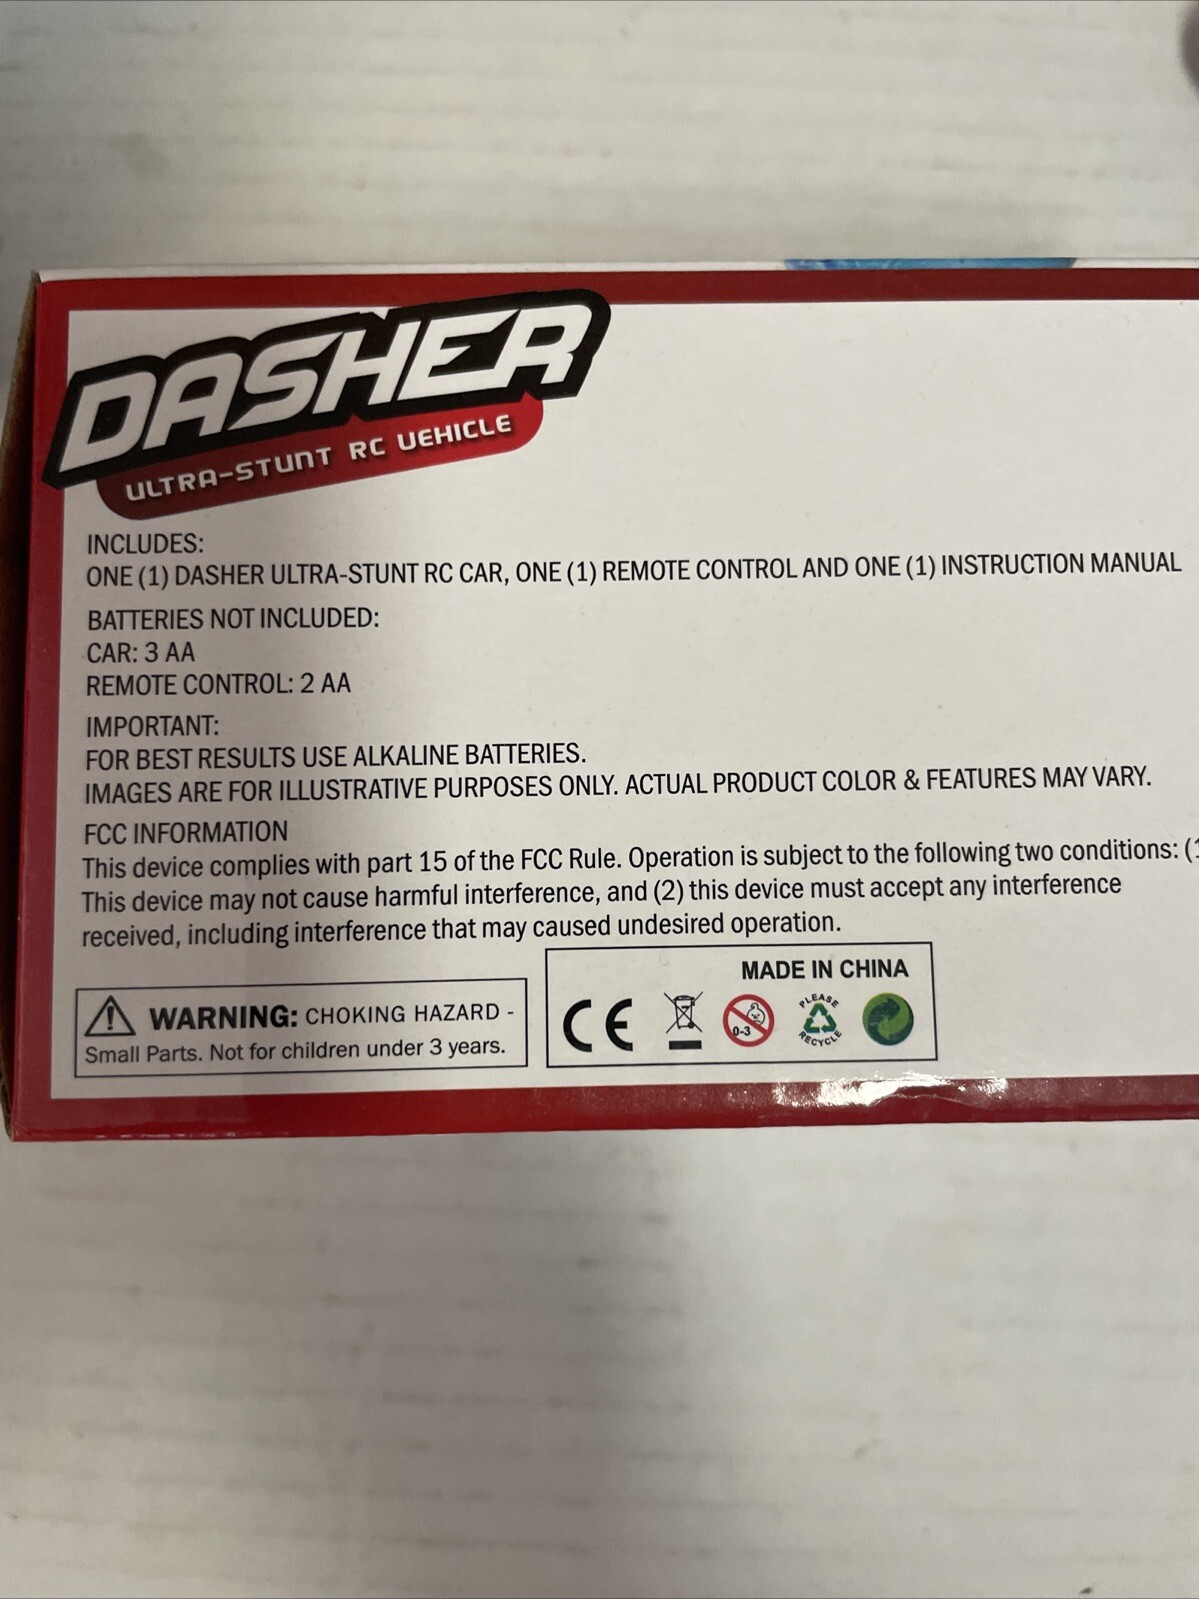 DASHER
ULTRA-STUNT RC VEHICLE
INCLUDES:
ONE (1) DASHER ULTRA-STUNT RC CAR, ONE (1) REMOTE CONTROL AND ONE (1) INSTRUCTION MANUAL
BATTERIES NOT INCLUDED:
CAR: 3 AA
REMOTE CONTROL: 2 AA
IMPORTANT:
FOR BEST RESULTS USE ALKALINE BATTERIES.
IMAGES ARE FOR ILLUSTRATIVE PURPOSES ONLY. ACTUAL PRODUCT COLOR & FEATURES MAY VARY.
FCC INFORMATION
This device complies with part 15 of the FCC Rule. Operation is subject to the following two conditions: (1
This device may not cause harmful interference, and (2) this device must accept any interference
received, including interference that may caused undesired operation.
WARNING: CHOKING HAZARD -
Small Parts. Not for children under 3 years.
MADE IN CHINA
CE
0-3
PLEASE
RECYCLE